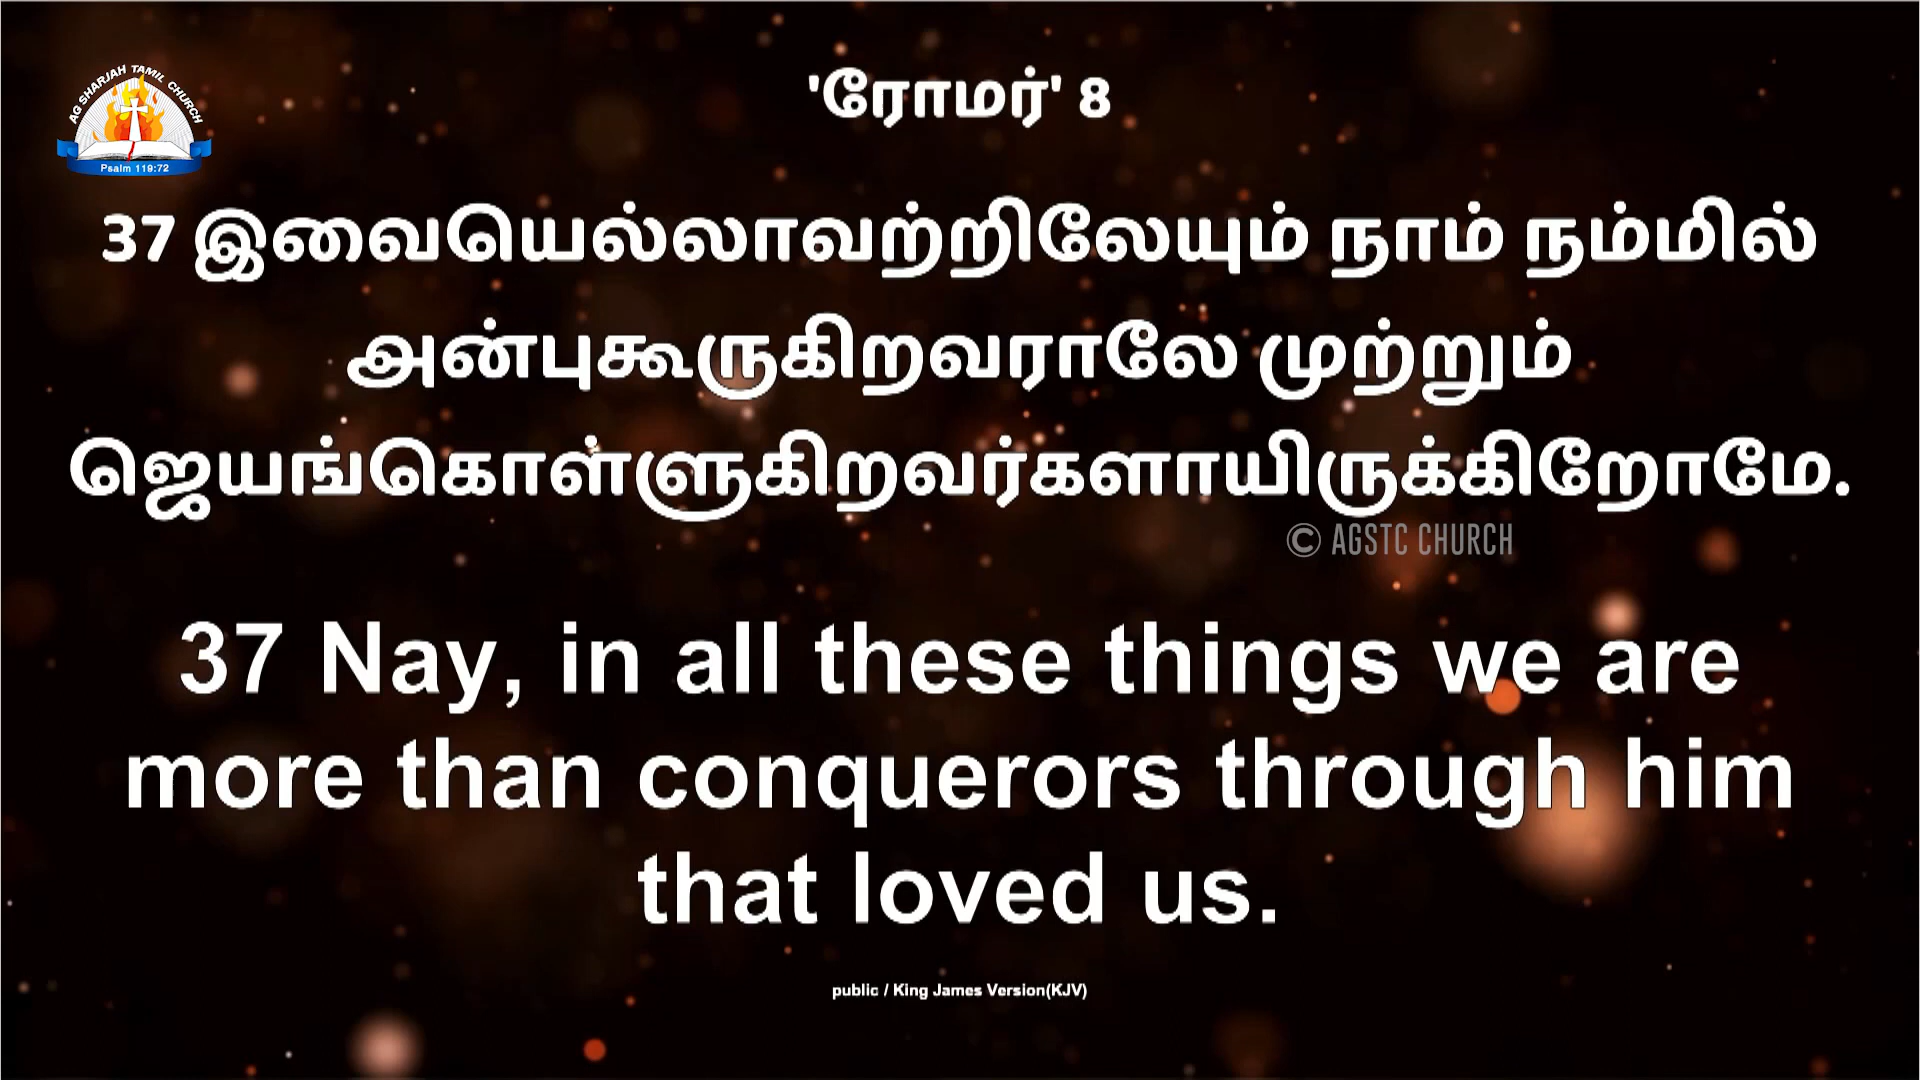 AG SHARJAH TAMIL CHURCH
Psalm 119:72
'ரோமர்' 8
37 இவையெல்லாவற்றிலேயும் நாம் நம்மில்
அன்புகூருகிறவராலே முற்றும்
ஜெயங்கொள்ளுகிறவர்களாயிருக்கிறோமே.
© AGSTC CHURCH
37 Nay, in all these things we are
more than conquerors through him
that loved us.
public / King James Version(KJV)